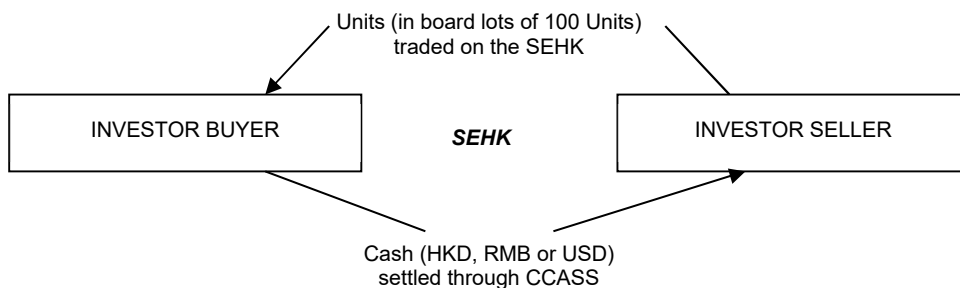 Units (in board lots of 100 Units)
traded on the SEHK
INVESTOR BUYER
SEHK
INVESTOR SELLER
Cash (HKD, RMB or USD)
settled through CCASS